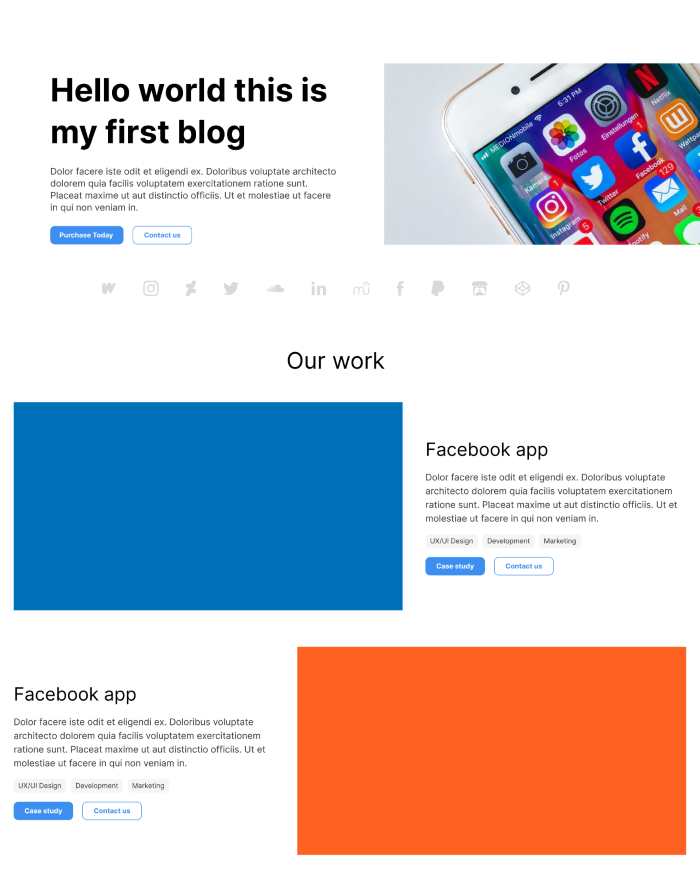 Hello world this is
my first blog
Dolor facere iste odit et eligendi ex. Doloribus voluptate architecto
dolorem quia facilis voluptatem exercitationem ratione sunt.
Placeat maxime ut aut distinctio officiis. Ut et molestiae ut facere
in qui non veniam in.
Purchase Today
Contact us
MEDIONmobile
5:31 PM
Kamera
Fotos
Einstellungen
Netflix
1
Instagram
Twitter
Facebook
1
129
Mail
5
Our work
Facebook app
Dolor facere iste odit et eligendi ex. Doloribus voluptate
architecto dolorem quia facilis voluptatem exercitationem
ratione sunt. Placeat maxime ut aut distinctio officiis. Ut et
molestiae ut facere in qui non veniam in.
UX/UI Design Development Marketing
Case study
Contact us
Facebook app
Dolor facere iste odit et eligendi ex. Doloribus voluptate
architecto dolorem quia facilis voluptatem exercitationem
ratione sunt. Placeat maxime ut aut distinctio officiis. Ut et
molestiae ut facere in qui non veniam in.
UX/UI Design Development Marketing
Case study
Contact us